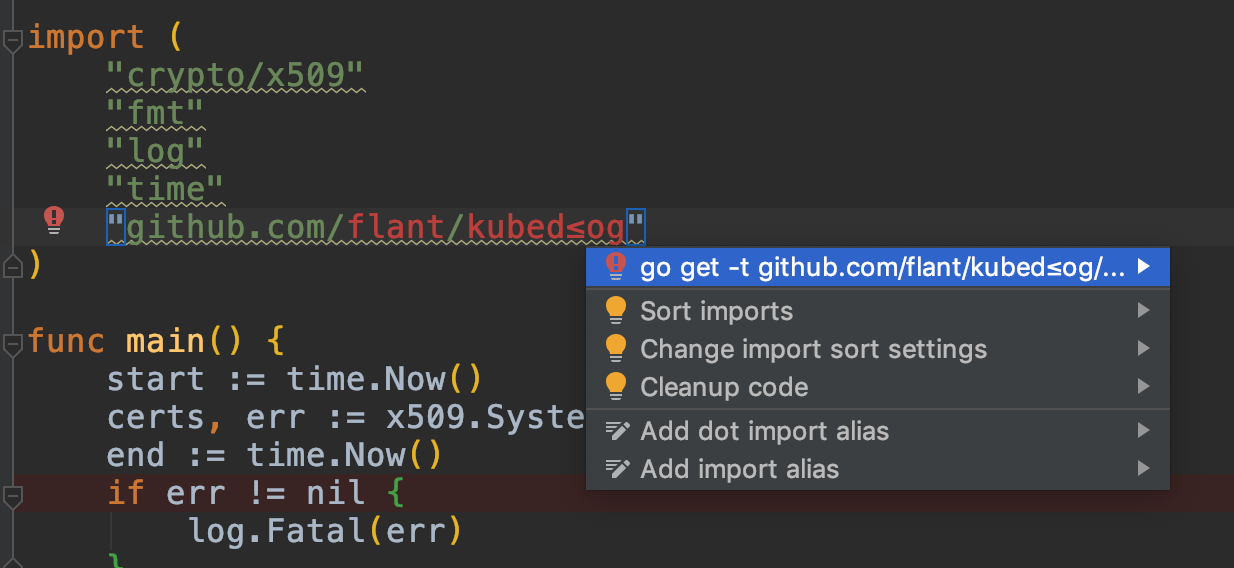 import (
"crypto/x509"
"fmt"
"log"
"time"
"github.com/flant/kubed≤og"
)
go get -t github.com/flant/kubed≤og/...
Sort imports
Change import sort settings
Cleanup code
Add dot import alias
Add import alias
func main() {
start := time.Now()
certs, err := x509.Syste
end := time.Now()
if err != nil {
log.Fatal(err)
}